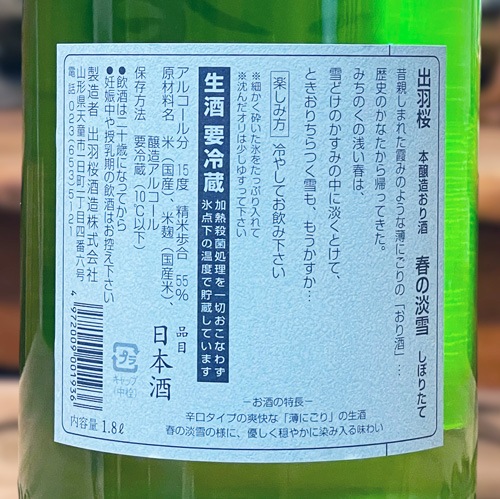 出羽桜 本醸造おり酒 春の淡雪 しぼりたて
昔親しまれた霞みのような薄にごりの「おり酒」…
歴史のかなたから帰ってきた。
みちのくの浅い春は、
雪どけのかすみの中に淡くとけて、
ときおりちらつく雪も、もうわずか…
楽しみ方 冷やしてお飲み下さい
※細かく砕いた氷をたっぷり入れて
※沈んだオリは少しゆすって下さい
生酒 要冷蔵 加熱殺菌処理を一切おこなわず
氷点下の温度で貯蔵しています
アルコール分 15度 精米歩合 55%
原材料名 米(国産)、米麹(国産米)、
醸造アルコール
保存方法 要冷蔵(10℃以下)
●飲酒は二十歳になってから
●妊娠中や授乳期の飲酒はお控え下さい
製造者 出羽桜酒造株式会社
山形県天童市一日町一丁目四番六号
電話 023(653)5121
品目 日本酒
プラ
キャップ
(中栓)
4972009001936
内容量 1.8ℓ
−お酒の特長−
辛口タイプの爽快な「薄にごり」の生酒
春の淡雪の様に、優しく穏やかに染み入る味わい